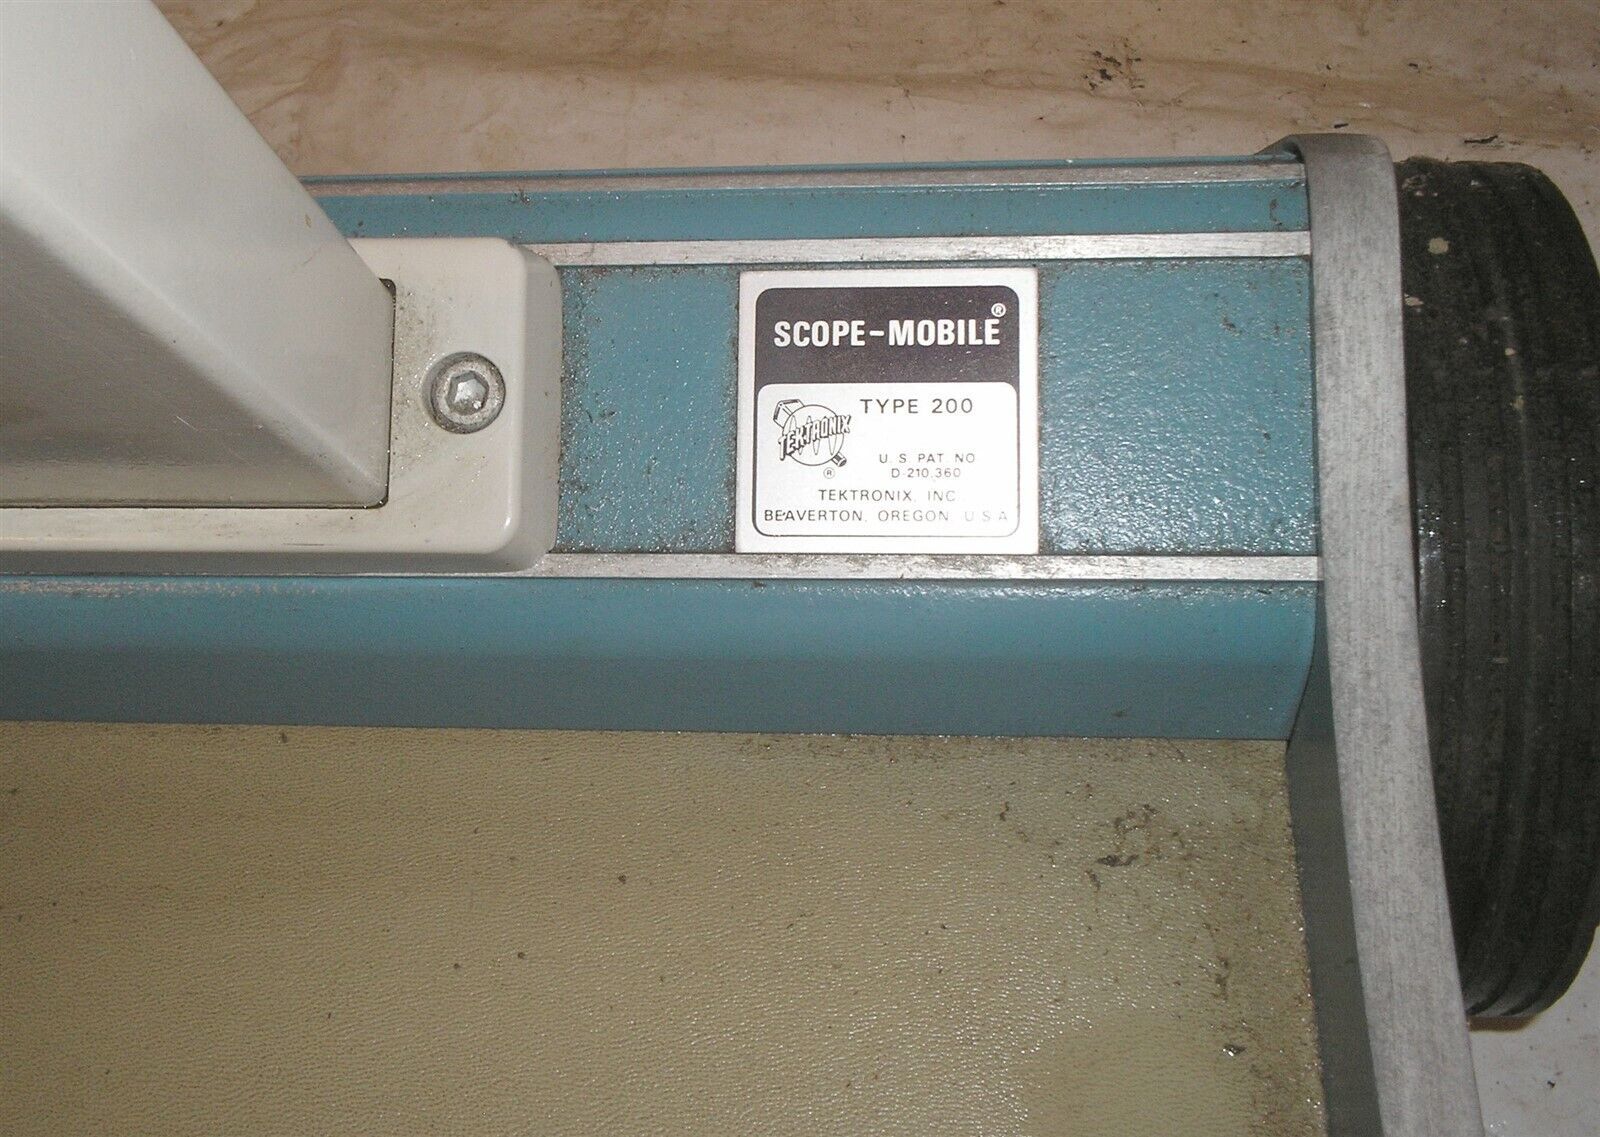 SCOPE-MOBILE®
TYPE 200
TEKTRONIX
®
U.S. PAT. NO
D-210,360
TEKTRONIX, INC.
BEAVERTON, OREGON, U.S.A.